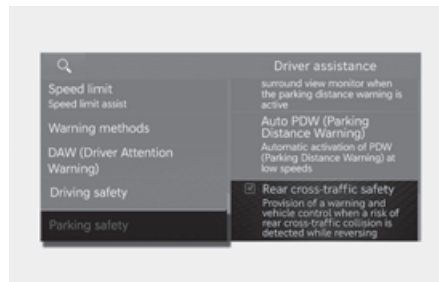 Driver assistance
Speed limit
Speed limit assist
Warning methods
DAW (Driver Attention
Warning)
Driving safety
Parking safety
surround view monitor when
the parking distance warning is
active
Auto PDW (Parking
Distance Warning)
Automatic activation of PDW
(Parking Distance Warning) at
low speeds
Rear cross-traffic safety
Provision of a warning and
vehicle control when a risk of
rear cross-traffic collision is
detected while reversing